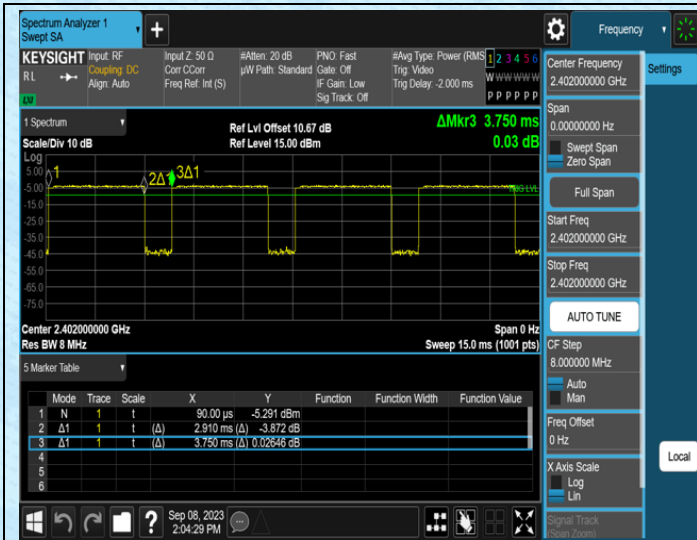 Spectrum Analyzer 1
Swept SA
+
Frequency
KEYSIGHT
RL
Input: RF
Coupling: DC
Align: Auto
Input Z: 50 Ω
Corr CCorr
Freq Ref: Int (S)
#Atten: 20 dB
µW Path: Standard
PNO: Fast
Gate: Off
IF Gain: Low
Sig Track: Off
#Avg Type: Power (RMS
Trig: Video
Trig Delay: -2.000 ms
1 2 3 4 5 6
W W W W W W
P P P P P P
1 Spectrum
Scale/Div 10 dB
Ref Lvl Offset 10.67 dB
Ref Level 15.00 dBm
ΔMkr3 3.750 ms
0.03 dB
Log
5.00
-5.00
-15.0
-25.0
-35.0
-45.0
-55.0
-65.0
-75.0
1
2Δ1
3Δ1
TRIG LVL
Center 2.402000000 GHz
Res BW 8 MHz
Span 0 Hz
Sweep 15.0 ms (1001 pts)
5 Marker Table
Mode Trace Scale X Y Function Function Width Function Value
1 N 1 t 90.00 µs -5.291 dBm
2 Δ1 1 t (Δ) 2.910 ms (Δ) -3.872 dB
3 Δ1 1 t (Δ) 3.750 ms (Δ) 0.02646 dB
4
5
6
?
Sep 08, 2023
2:04:29 PM
Center Frequency
2.402000000 GHz
Span
0.00000000 Hz
Swept Span
Zero Span
Full Span
Start Freq
2.402000000 GHz
Stop Freq
2.402000000 GHz
AUTO TUNE
CF Step
8.000000 MHz
Auto
Man
Freq Offset
0 Hz
X Axis Scale
Log
Lin
Signal Track
(Span Zoom)
Settings
Local